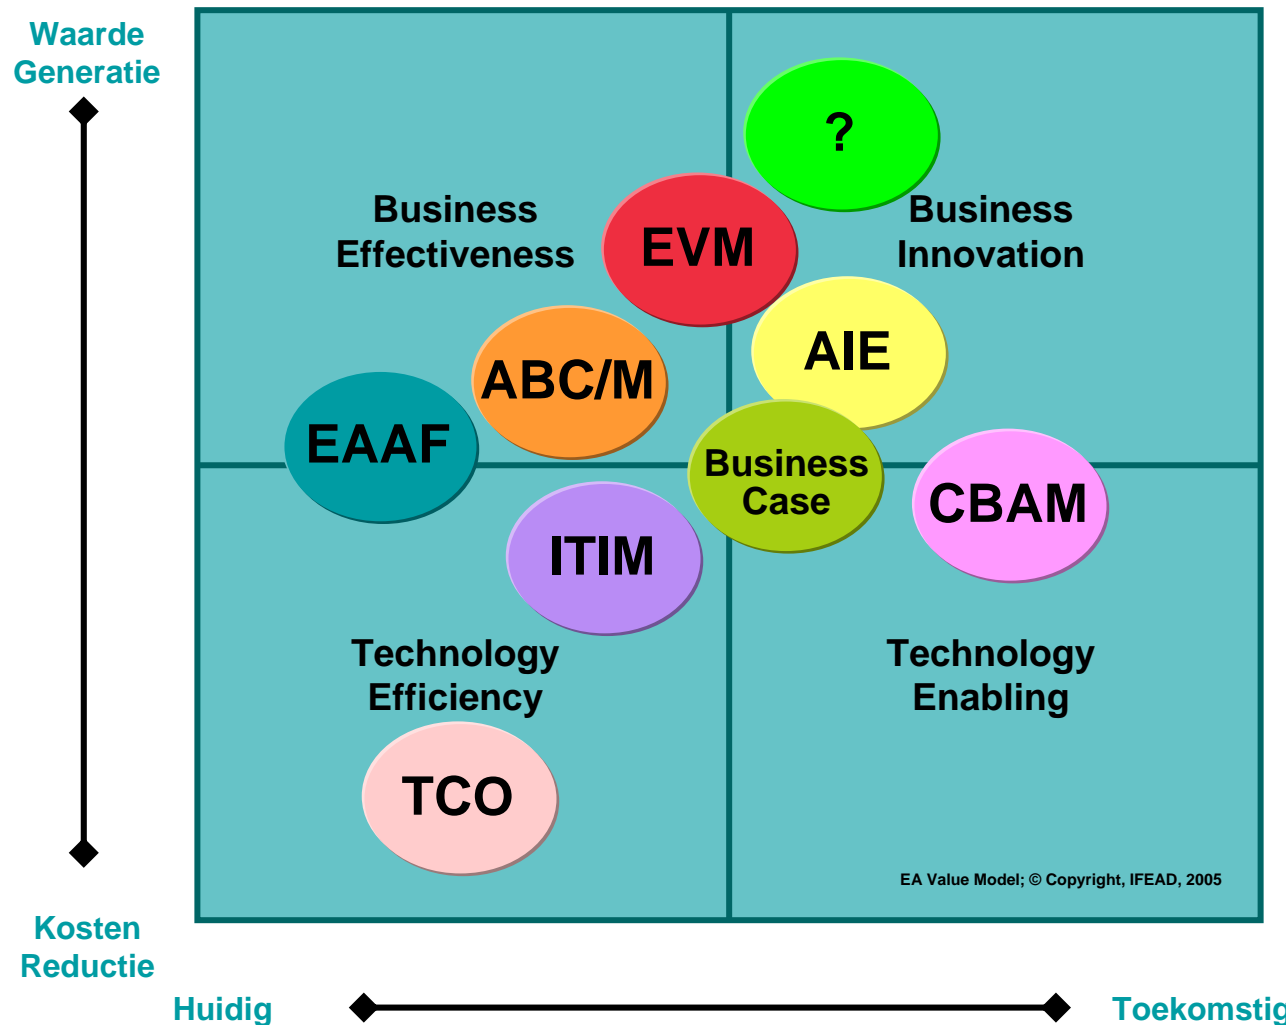 Waarde
Generatie
?
Business
Effectiveness
Business
Innovation
EVM
AIE
ABC/M
EAAF
Business
Case
CBAM
ITIM
Technology
Efficiency
Technology
Enabling
TCO
EA Value Model; © Copyright, IFEAD, 2005
Kosten
Reductie
Huidig
Toekomstig